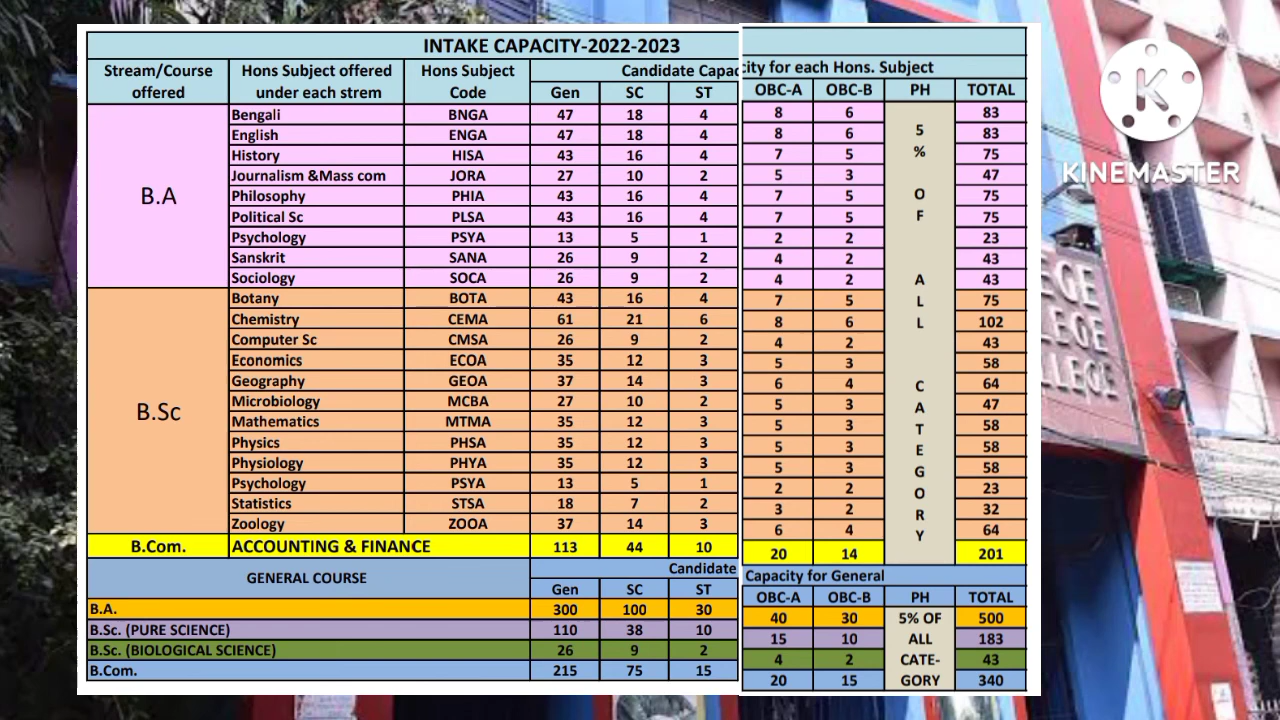 INTAKE CAPACITY-2022-2023
Stream/Course offered Hons Subject offered under each strem Hons Subject Code Candidate Capac city for each Hons. Subject
Gen SC ST OBC-A OBC-B PH TOTAL
B.A
Bengali BNGA 47 18 4 8 6 83
English ENGA 47 18 4 8 6 83
History HISA 43 16 4 7 5 75
Journalism &Mass com JORA 27 10 2 5 3 47
Philosophy PHIA 43 16 4 7 5 75
Political Sc PLSA 43 16 4 7 5 75
Psychology PSYA 13 5 1 2 2 23
Sanskrit SANA 26 9 2 4 2 43
Sociology SOCA 26 9 2 4 2 43
B.Sc
Botany BOTA 43 16 4 7 5 75
Chemistry CEMA 61 21 6 8 6 102
Computer Sc CMSA 26 9 2 4 2 43
Economics ECOA 35 12 3 5 3 58
Geography GEOA 37 14 3 6 4 64
Microbiology MCBA 27 10 2 5 3 47
Mathematics MTMA 35 12 3 5 3 58
Physics PHSA 35 12 3 5 3 58
Physiology PHYA 35 12 3 5 3 58
Psychology PSYA 13 5 1 2 2 23
Statistics STSA 18 7 2 3 2 32
Zoology ZOOA 37 14 3 6 4 64
5 % OF ALL CATEGORY
B.Com. ACCOUNTING & FINANCE 113 44 10 20 14 201
GENERAL COURSE Candidate Capacity for General
Gen SC ST OBC-A OBC-B PH TOTAL
B.A. 300 100 30 40 30 500
B.Sc. (PURE SCIENCE) 110 38 10 15 10 183
B.Sc. (BIOLOGICAL SCIENCE) 26 9 2 4 2 43
B.Com. 215 75 15 20 15 340
5% OF
ALL
CATE-
GORY
K
KINEMASTER
EGE
LLEGE
LLEGE